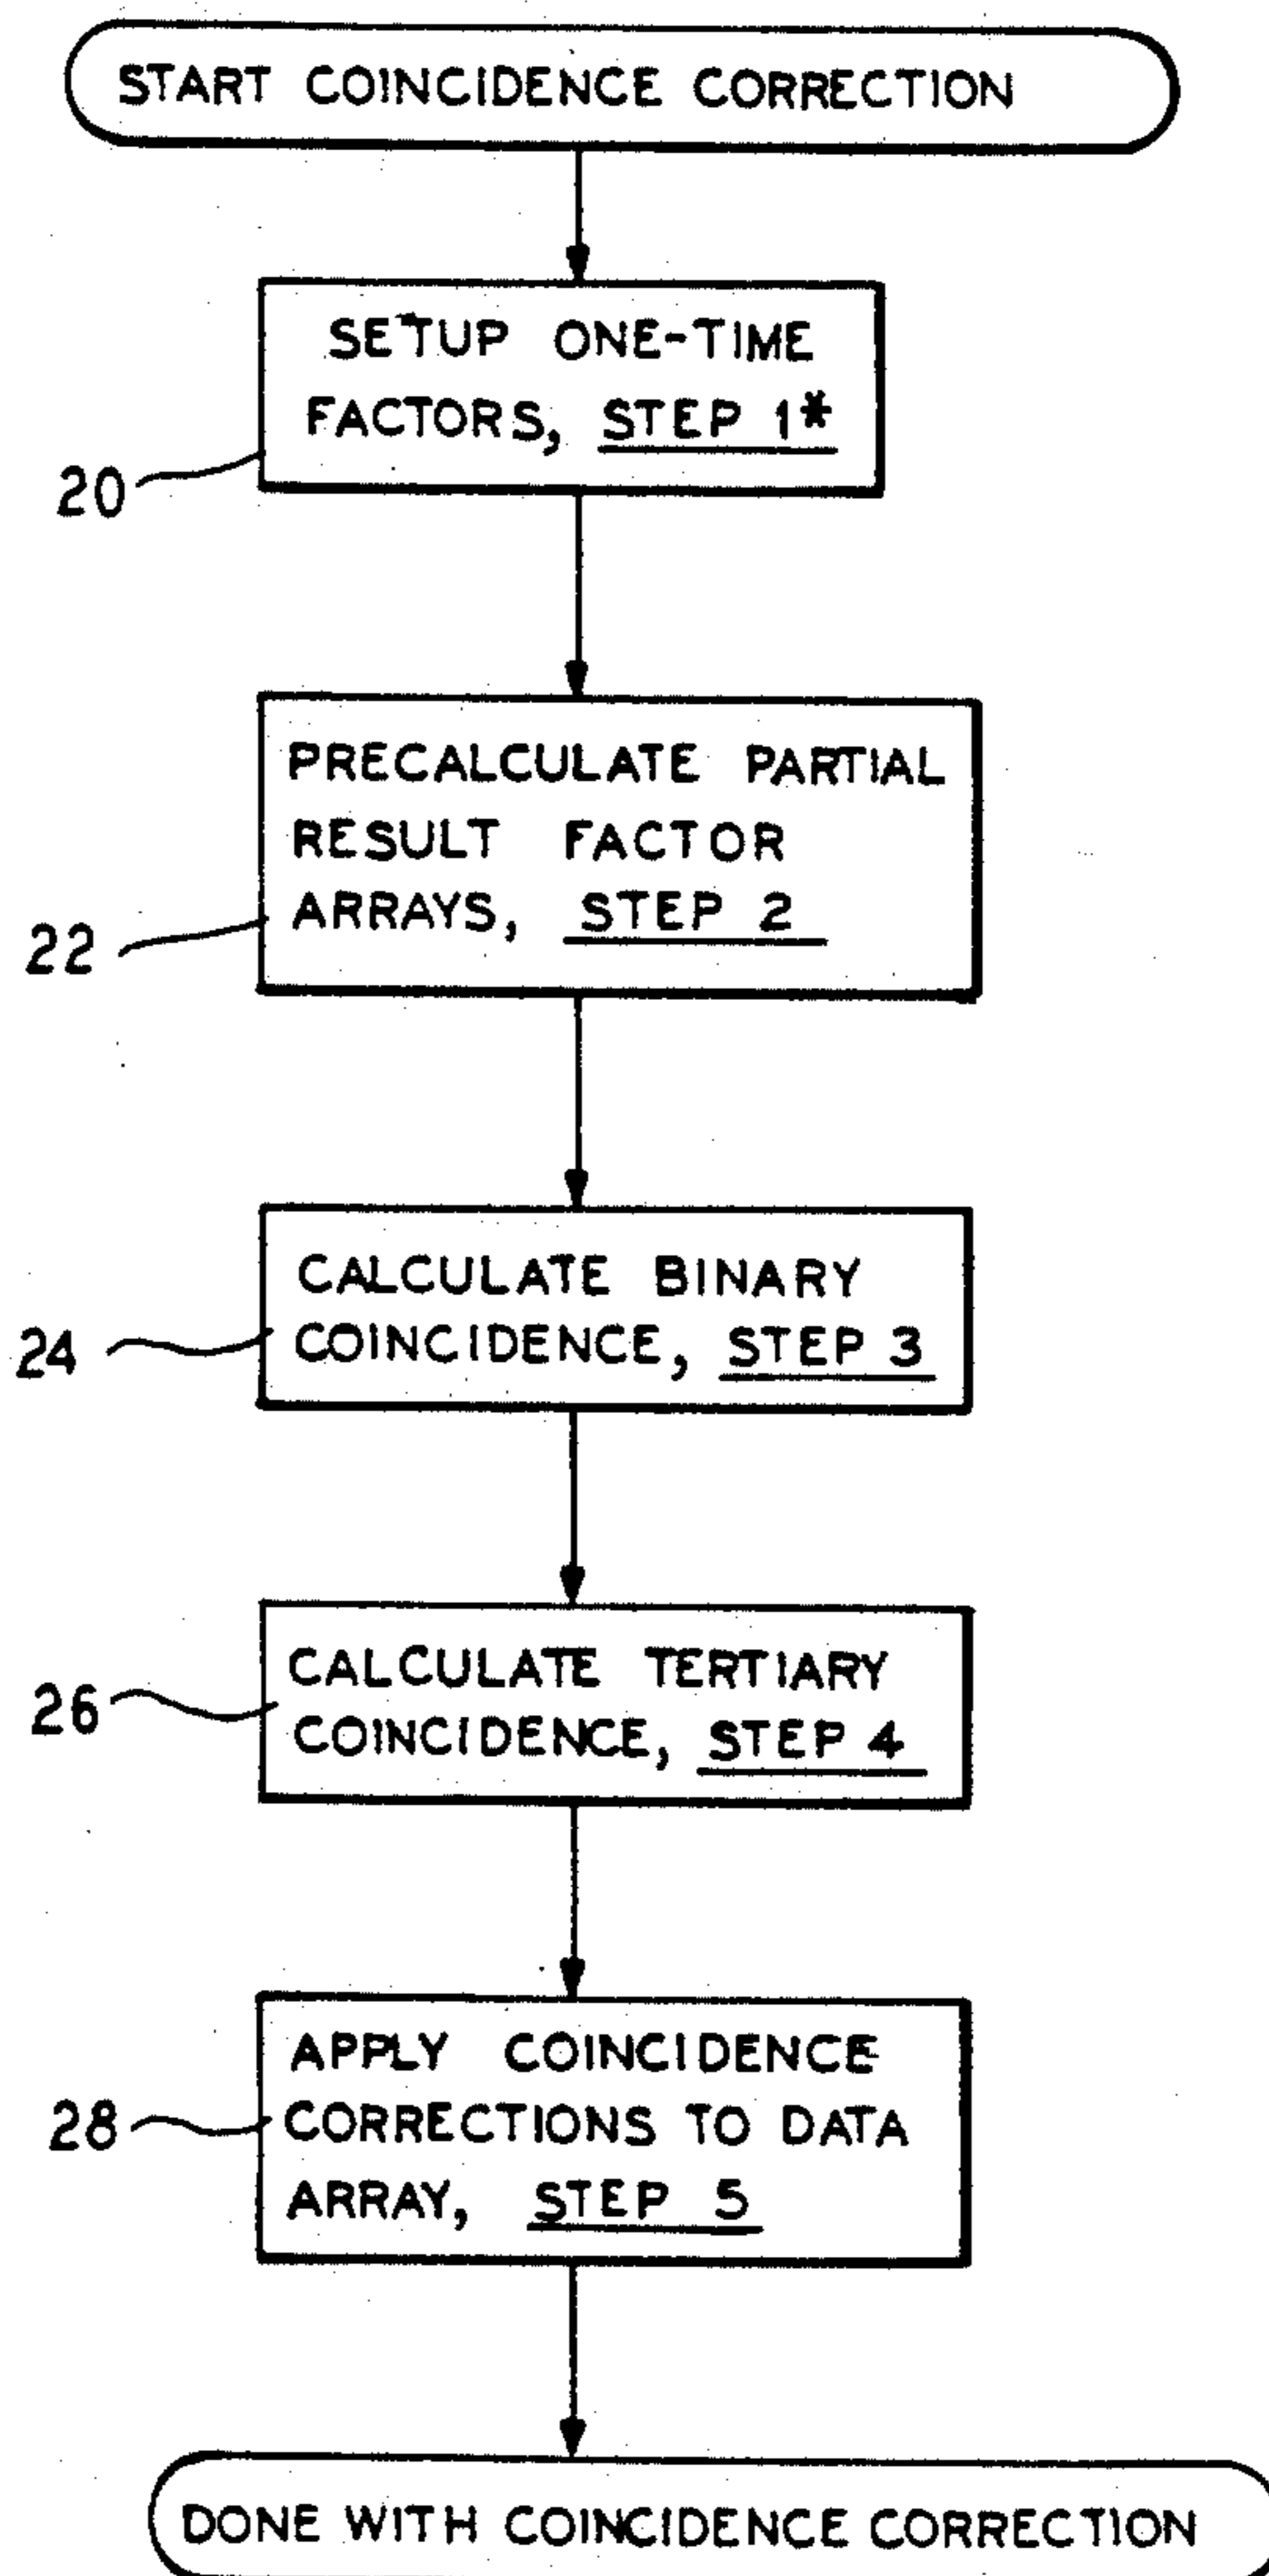 START COINCIDENCE CORRECTION
SETUP ONE-TIME
FACTORS, STEP 1*
20
PRECALCULATE PARTIAL
RESULT FACTOR
ARRAYS, STEP 2
22
CALCULATE BINARY
COINCIDENCE, STEP 3
24
CALCULATE TERTIARY
COINCIDENCE, STEP 4
26
APPLY COINCIDENCE
CORRECTIONS TO DATA
ARRAY, STEP 5
28
DONE WITH COINCIDENCE CORRECTION